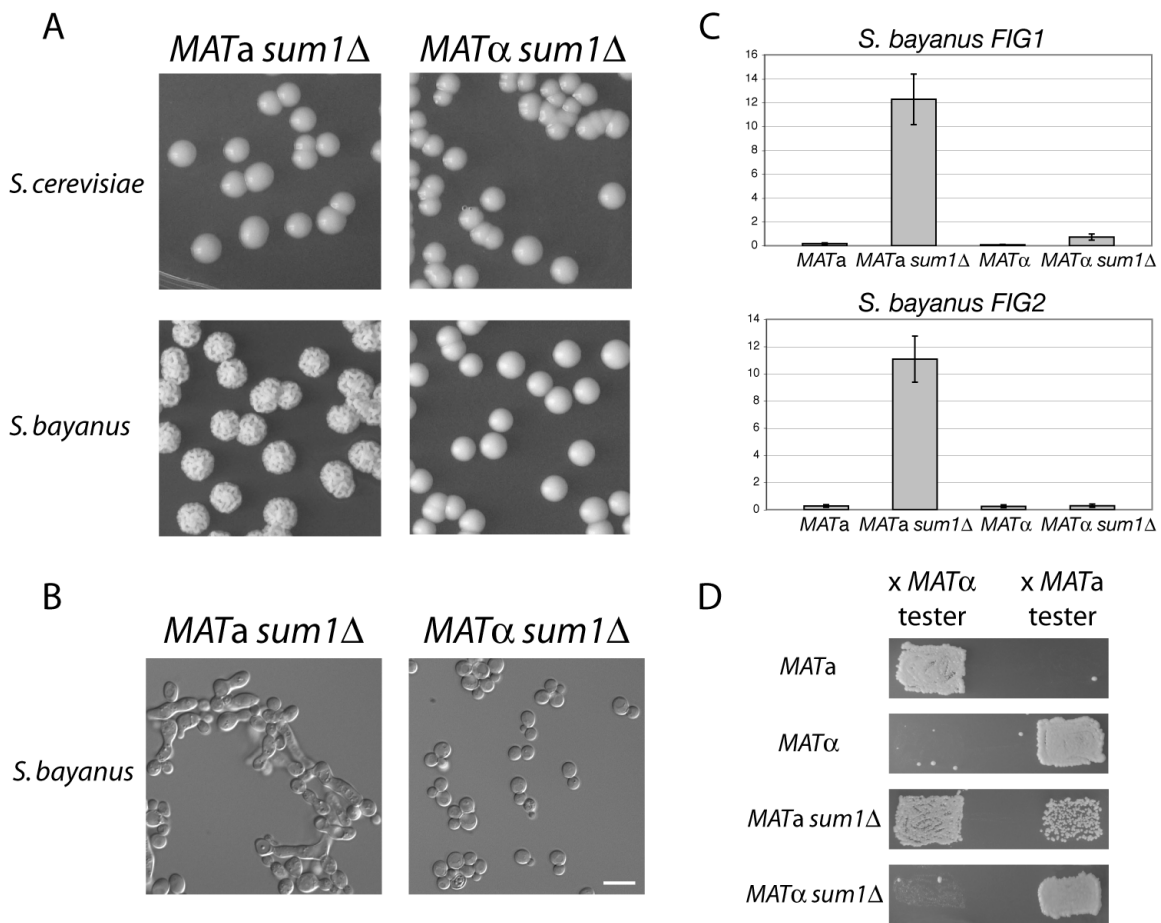 A
MATa sum1Δ
MATα sum1Δ
S. cerevisiae
S. bayanus
B
MATa sum1Δ
MATα sum1Δ
S. bayanus
C
S. bayanus FIG1
16
14
12
10
8
6
4
2
0
MATa
MATa sum1Δ
MATα
MATα sum1Δ
S. bayanus FIG2
14
12
10
8
6
4
2
0
MATa
MATa sum1Δ
MATα
MATα sum1Δ
D
x MATα
tester
x MATa
tester
MATa
MATα
MATa sum1Δ
MATα sum1Δ